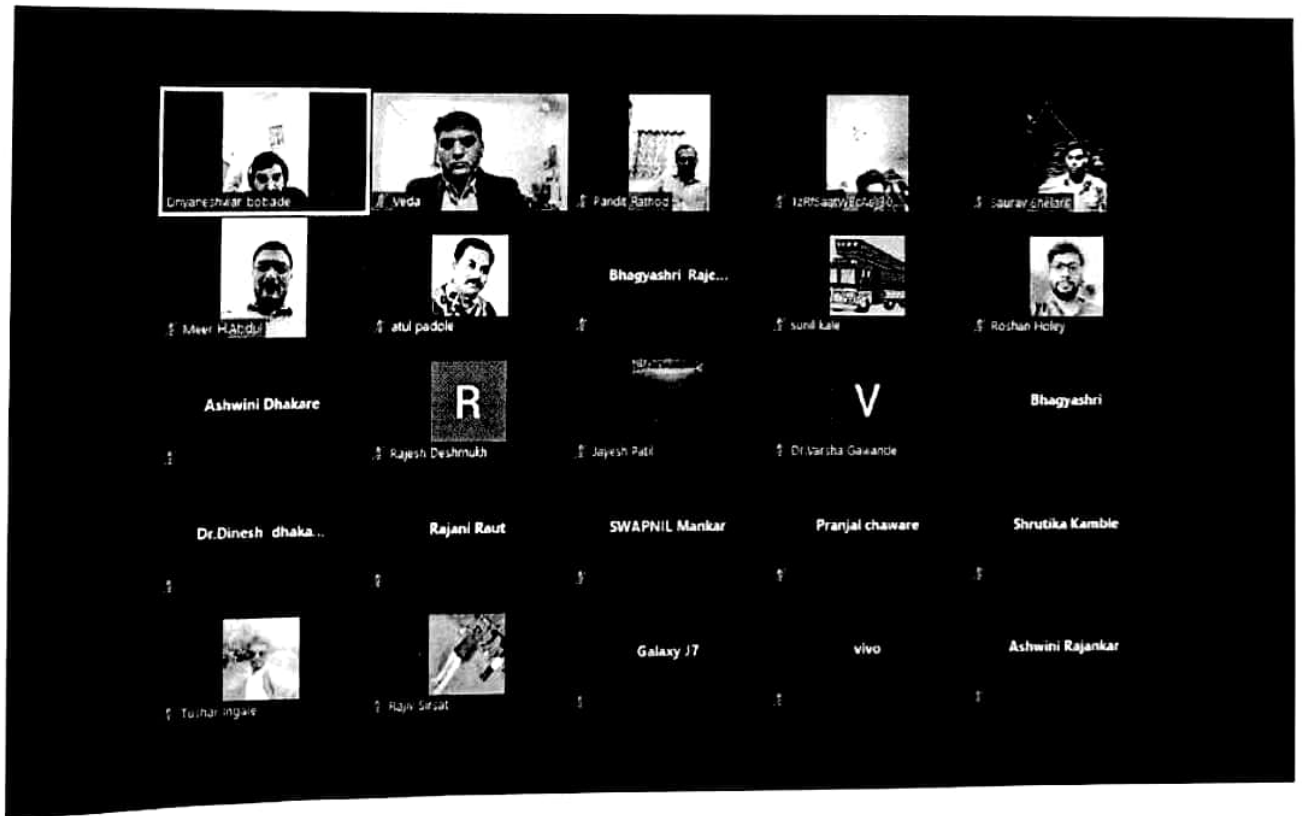 Dnyaneshwar bobade
Veda
Pandit Rathod
Saurav Shelare
Meer H.Abdul
atul padole
Bhagyashri Raje...
sunil kale
Roshan Holey
Ashwini Dhakare
R
Rajesh Deshmukh
Jayesh Patil
V
Dr.Varsha Gawande
Bhagyashri
Dr.Dinesh dhaka...
Rajani Raut
SWAPNIL Mankar
Pranjal chaware
Shrutika Kamble
Tushar Ingale
Rajiv Sirsat
Galaxy J7
vivo
Ashwini Rajankar